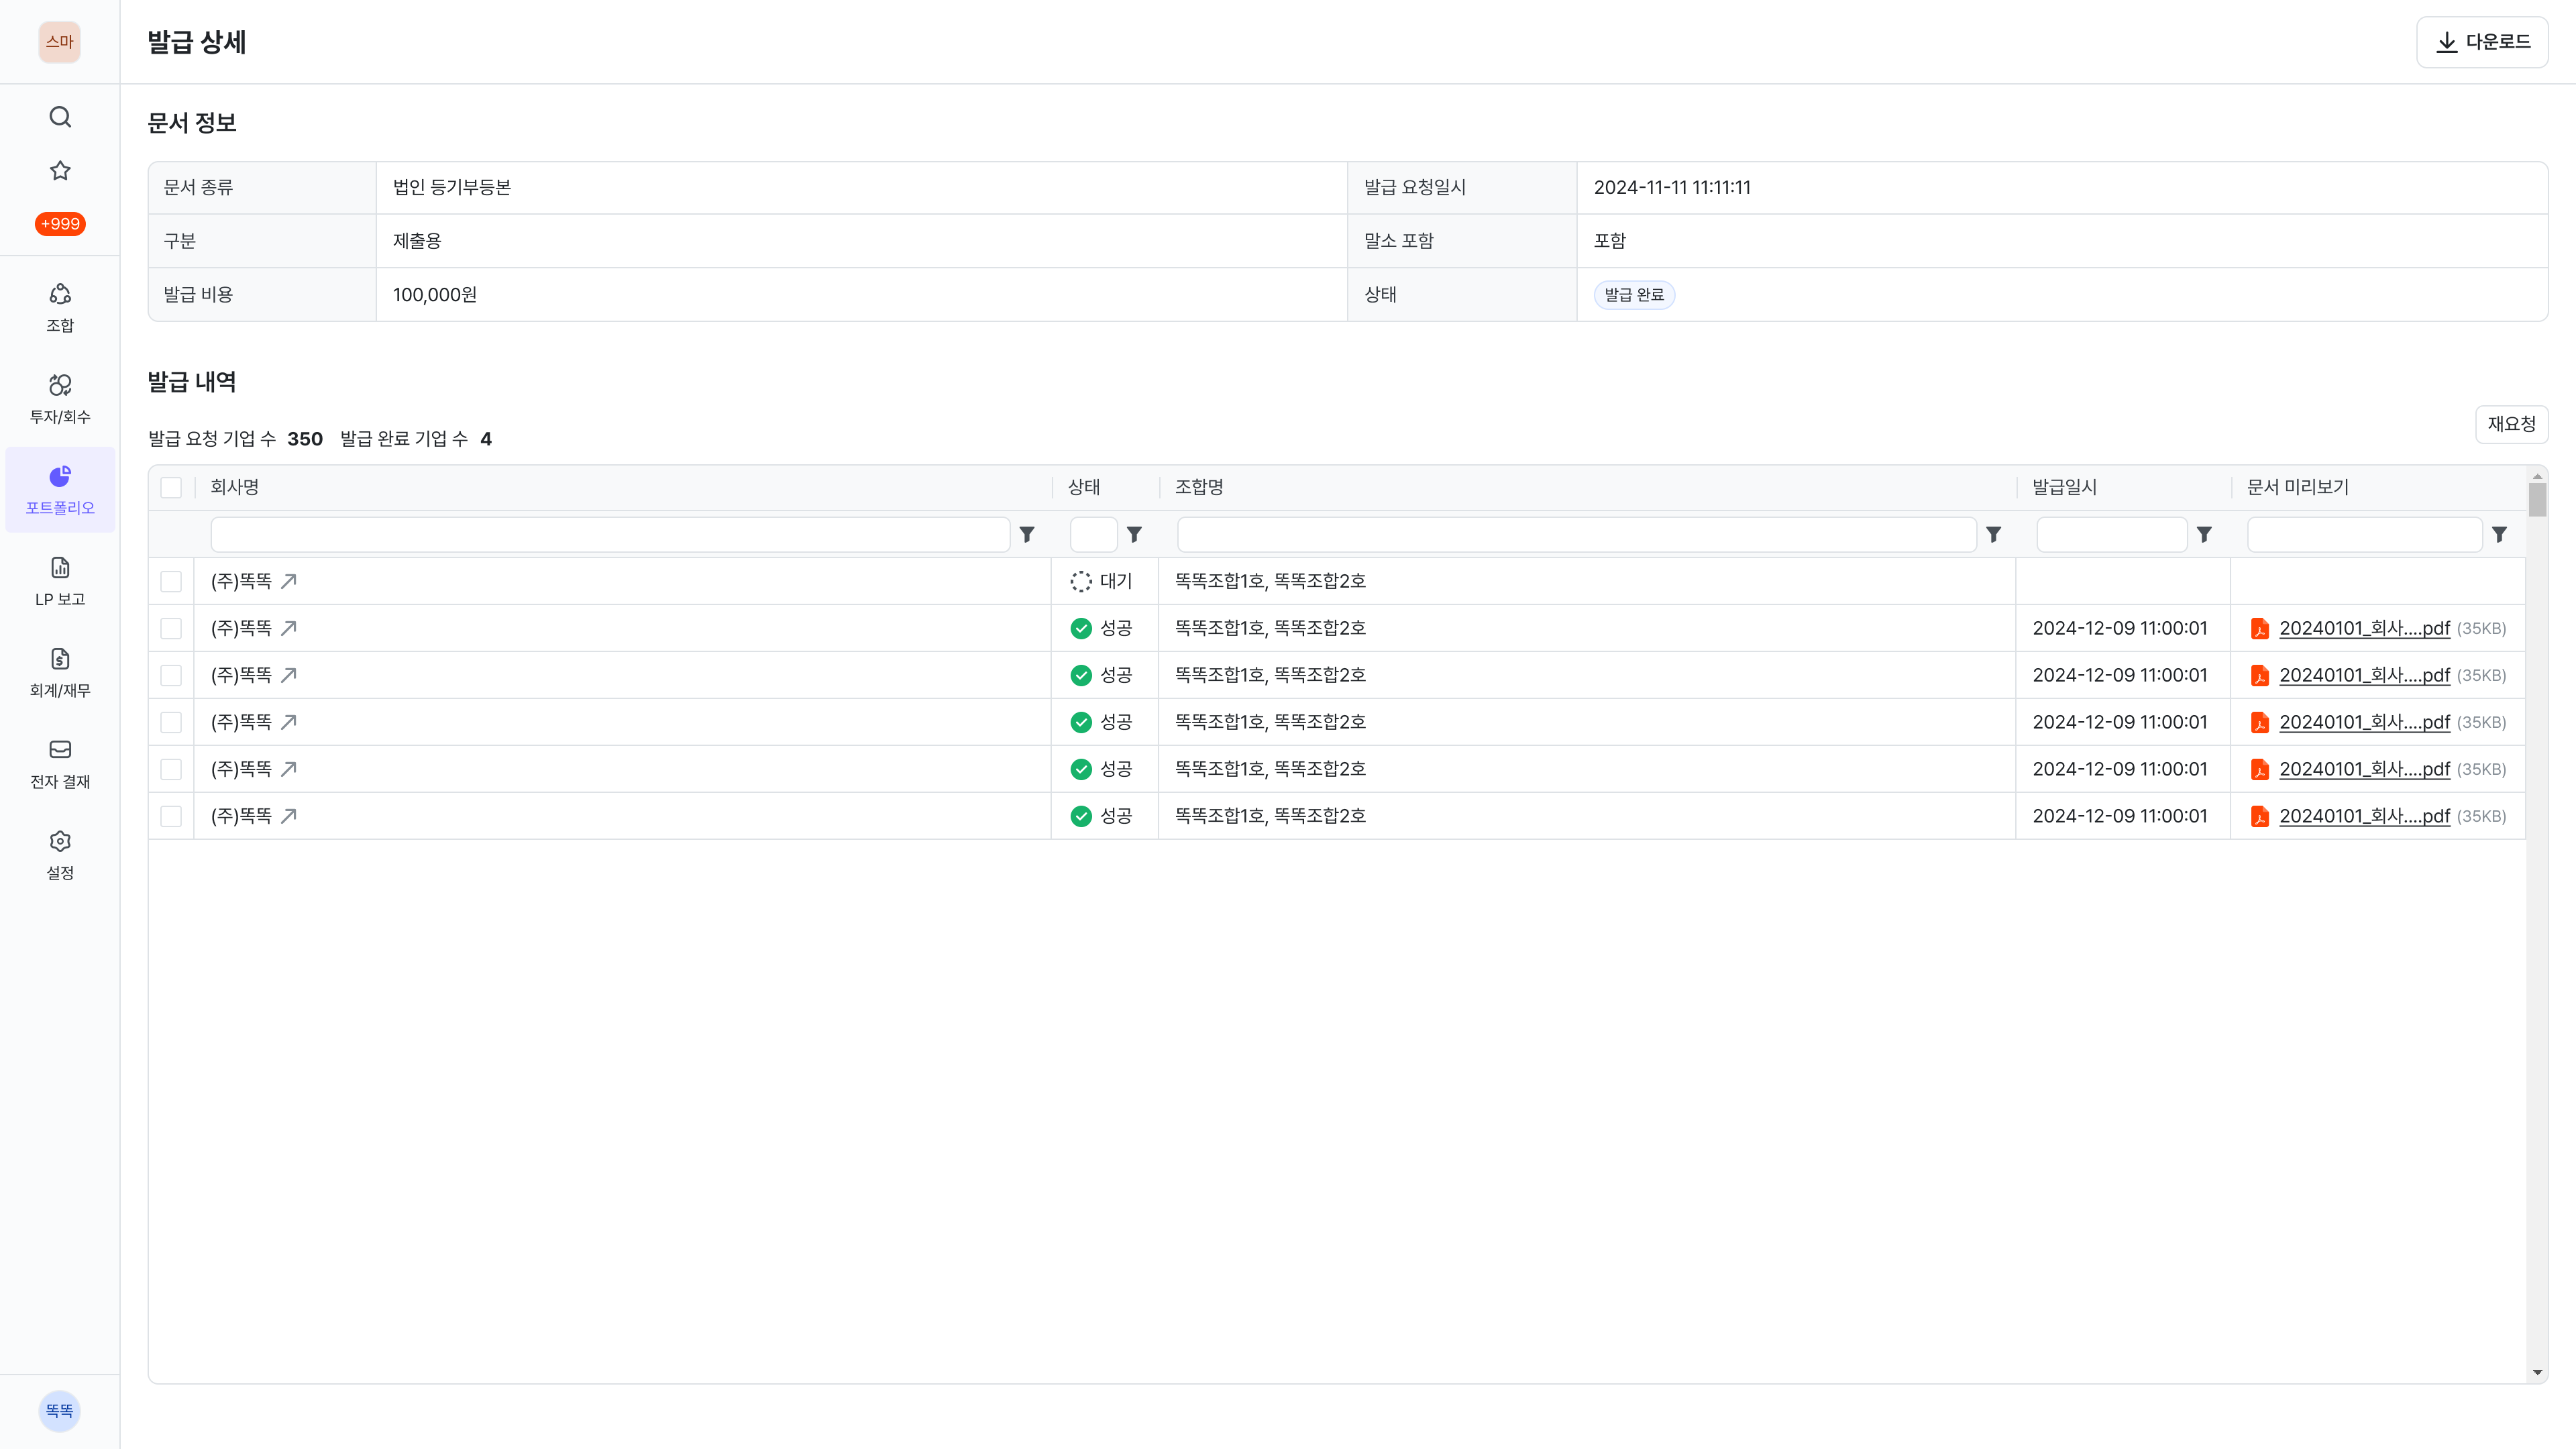 스마
+999
조합
투자/회수
포트폴리오
LP 보고
회계/재무
전자 결재
설정
똑똑
발급 상세
다운로드
문서 정보
문서 종류 법인 등기부등본 발급 요청일시 2024-11-11 11:11:11
구분 제출용 말소 포함 포함
발급 비용 100,000원 상태 발급 완료
발급 내역
발급 요청 기업 수 350 발급 완료 기업 수 4
재요청
회사명 상태 조합명 발급일시 문서 미리보기
(주)똑똑 대기 똑똑조합1호, 똑똑조합2호
(주)똑똑 성공 똑똑조합1호, 똑똑조합2호 2024-12-09 11:00:01 20240101_회사....pdf (35KB)
(주)똑똑 성공 똑똑조합1호, 똑똑조합2호 2024-12-09 11:00:01 20240101_회사....pdf (35KB)
(주)똑똑 성공 똑똑조합1호, 똑똑조합2호 2024-12-09 11:00:01 20240101_회사....pdf (35KB)
(주)똑똑 성공 똑똑조합1호, 똑똑조합2호 2024-12-09 11:00:01 20240101_회사....pdf (35KB)
(주)똑똑 성공 똑똑조합1호, 똑똑조합2호 2024-12-09 11:00:01 20240101_회사....pdf (35KB)